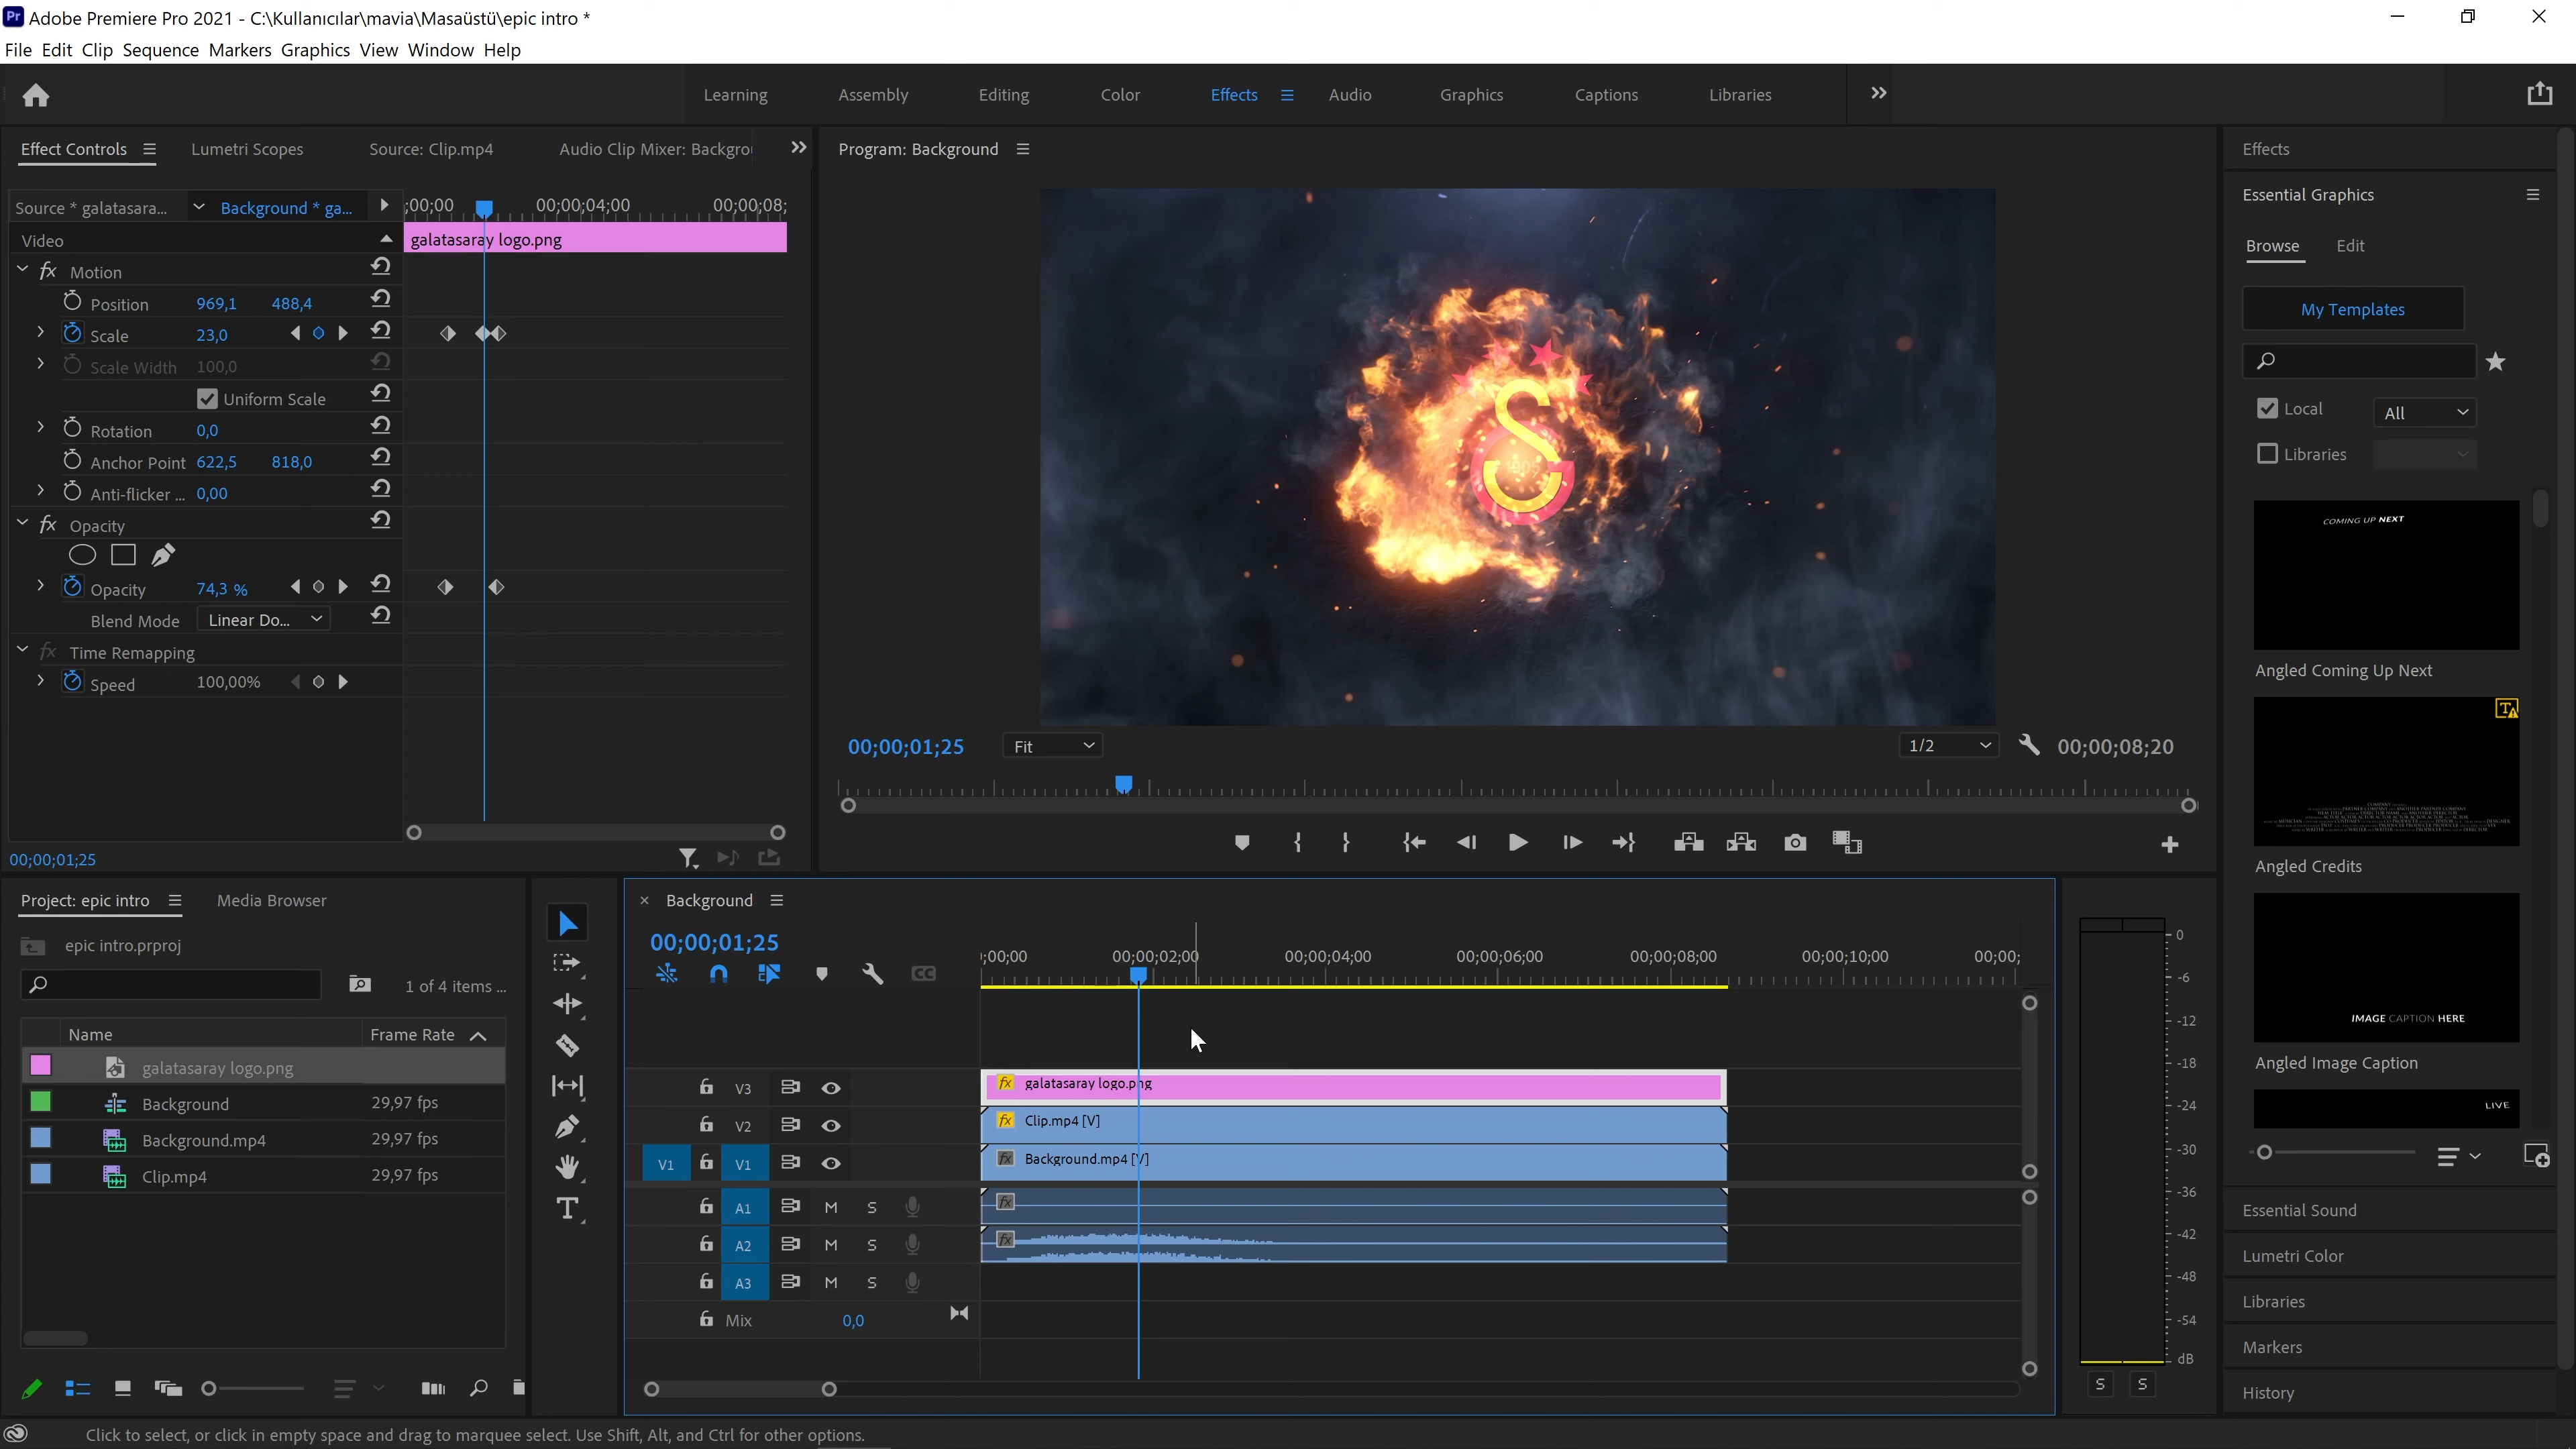 Adobe Premiere Pro 2021 - C:\Kullanıcılar\mavia\Masaüstü\epic intro *
File Edit Clip Sequence Markers Graphics View Window Help
Learning Assembly Editing Color Effects Audio Graphics Captions Libraries
Effect Controls Lumetri Scopes Source: Clip.mp4 Audio Clip Mixer: Backgrou
Source * galatasara... Background * ga... ;00;00 00;00;04;00 00;00;08;
Video galatasaray logo.png
Motion
Position 969,1 488,4
Scale 23,0
Scale Width 100,0
Uniform Scale
Rotation 0,0
Anchor Point 622,5 818,0
Anti-flicker ... 0,00
Opacity
Opacity 74,3 %
Blend Mode Linear Do...
Time Remapping
Speed 100,00%
00;00;01;25
Program: Background
1905
00;00;01;25 Fit 1/2 00;00;08;20
Effects
Essential Graphics
Browse Edit
My Templates
Local All
Libraries
COMING UP NEXT
Angled Coming Up Next
Angled Credits
IMAGE CAPTION HERE
Angled Image Caption
LIVE
Essential Sound
Lumetri Color
Libraries
Markers
History
Project: epic intro Media Browser
epic intro.prproj
1 of 4 items ...
Name Frame Rate
galatasaray logo.png
Background 29,97 fps
Background.mp4 29,97 fps
Clip.mp4 29,97 fps
Background
00;00;01;25
;00;00 00;00;02;00 00;00;04;00 00;00;06;00 00;00;08;00 00;00;10;00 00;00;
V3 galatasaray logo.png
V2 Clip.mp4 [V]
V1 V1 Background.mp4 [V]
A1 M S
A2 M S
A3 M S
Mix 0,0
0
-6
-12
-18
-24
-30
-36
-42
-48
-54
dB
S S
Click to select, or click in empty space and drag to marquee select. Use Shift, Alt, and Ctrl for other options.